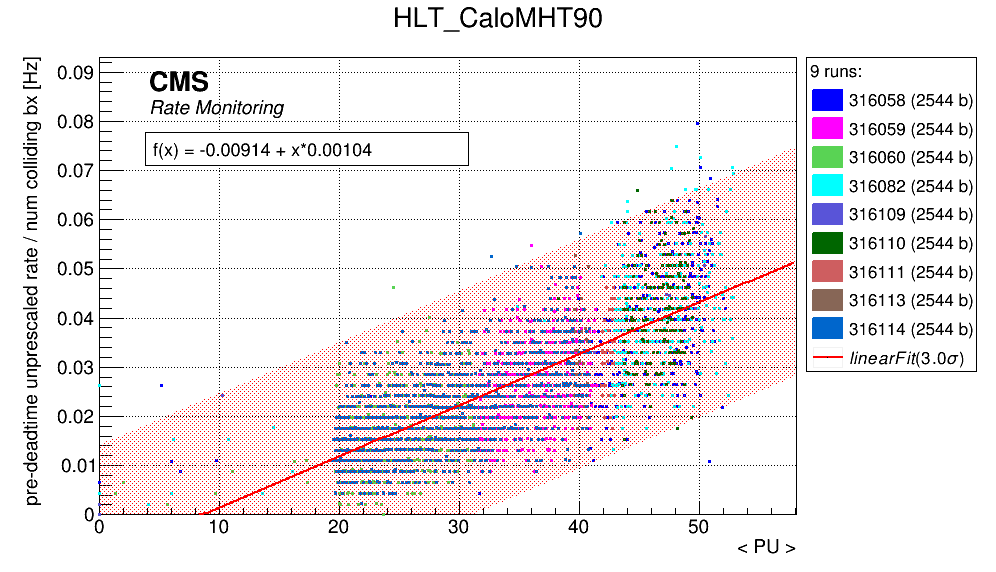 HLT_CaloMHT90
pre-deadtime unprescaled rate / num colliding bx [Hz]
0.09
0.08
0.07
0.06
0.05
0.04
0.03
0.02
0.01
0
CMS
Rate Monitoring
f(x) = -0.00914 + x*0.00104
0 10 20 30 40 50
< PU >
9 runs:
316058 (2544 b)
316059 (2544 b)
316060 (2544 b)
316082 (2544 b)
316109 (2544 b)
316110 (2544 b)
316111 (2544 b)
316113 (2544 b)
316114 (2544 b)
linearFit(3.0σ)